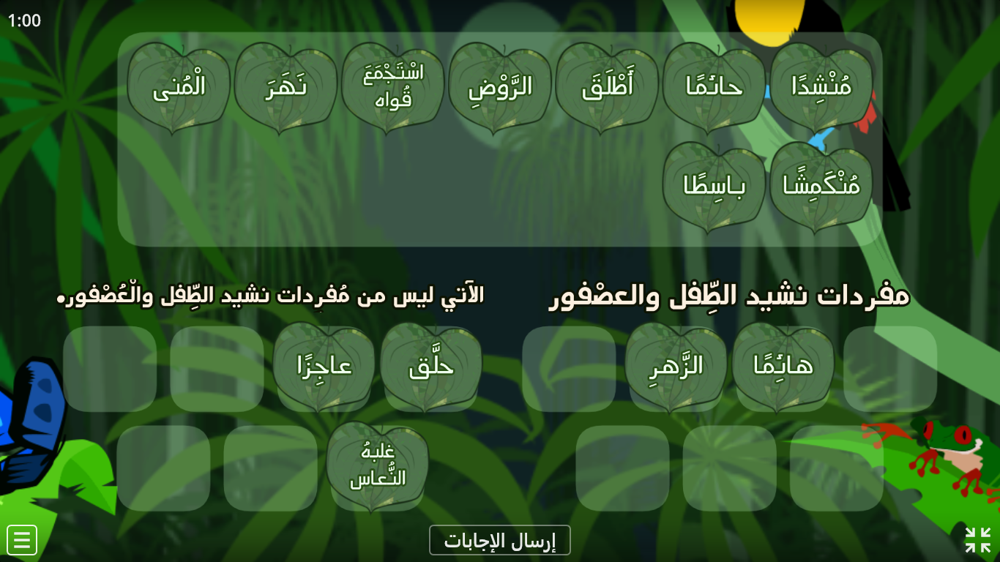 1:00
مُنْشِدًا
حائمًا
أَطْلَقَ
الرَّوْضِ
اسْتَجْمَعَ
قُواه
نَهَرَ
الْمُنى
مُنْكَمِشًا
باسِطًا
مفردات نشيد الطِّفل والعصْفور
الآتي ليس من مُفرِدات نشيد الطِّفل والْعُصْفور.
هائِمًا
الزَّهرِ
حلَّق
عاجِزًا
غلبهُ
النُّعاس
إرسال الإجابات